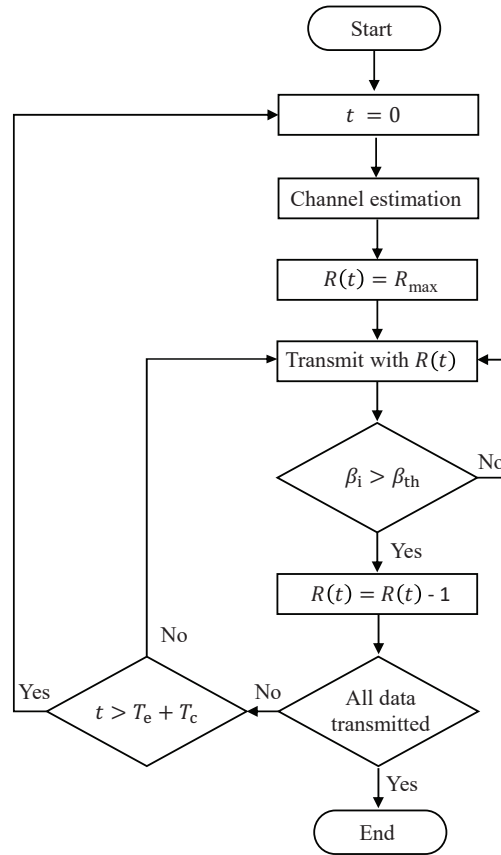 Start
t = 0
Channel estimation
R(t) = R_max
Transmit with R(t)
β_i > β_th
No
Yes
R(t) = R(t) - 1
No
Yes
t > T_e + T_c
No
All data
transmitted
Yes
End